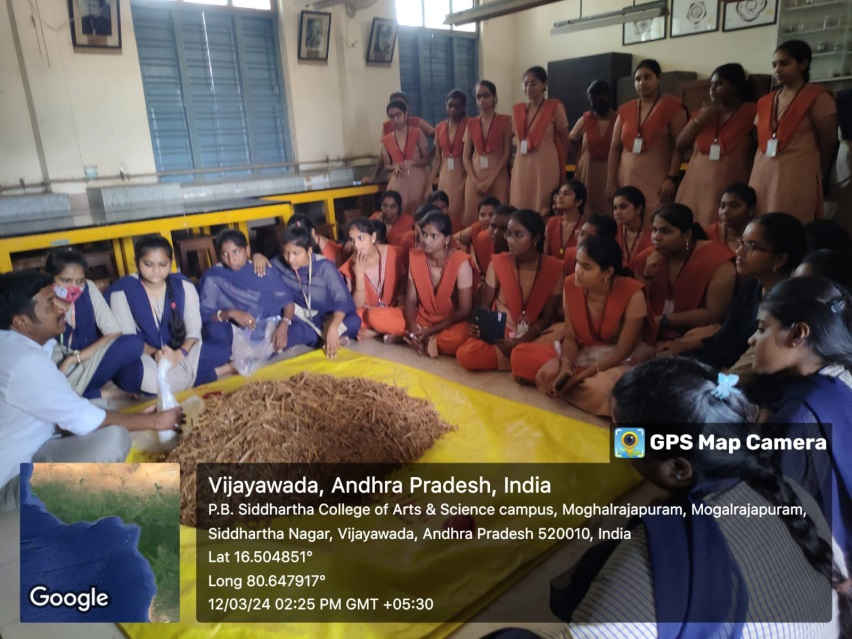 GPS Map Camera
Vijayawada, Andhra Pradesh, India
P.B. Siddhartha College of Arts & Science campus, Moghalrajapuram, Mogalrajapuram,
Siddhartha Nagar, Vijayawada, Andhra Pradesh 520010, India
Lat 16.504851°
Long 80.647917°
12/03/24 02:25 PM GMT +05:30
Google